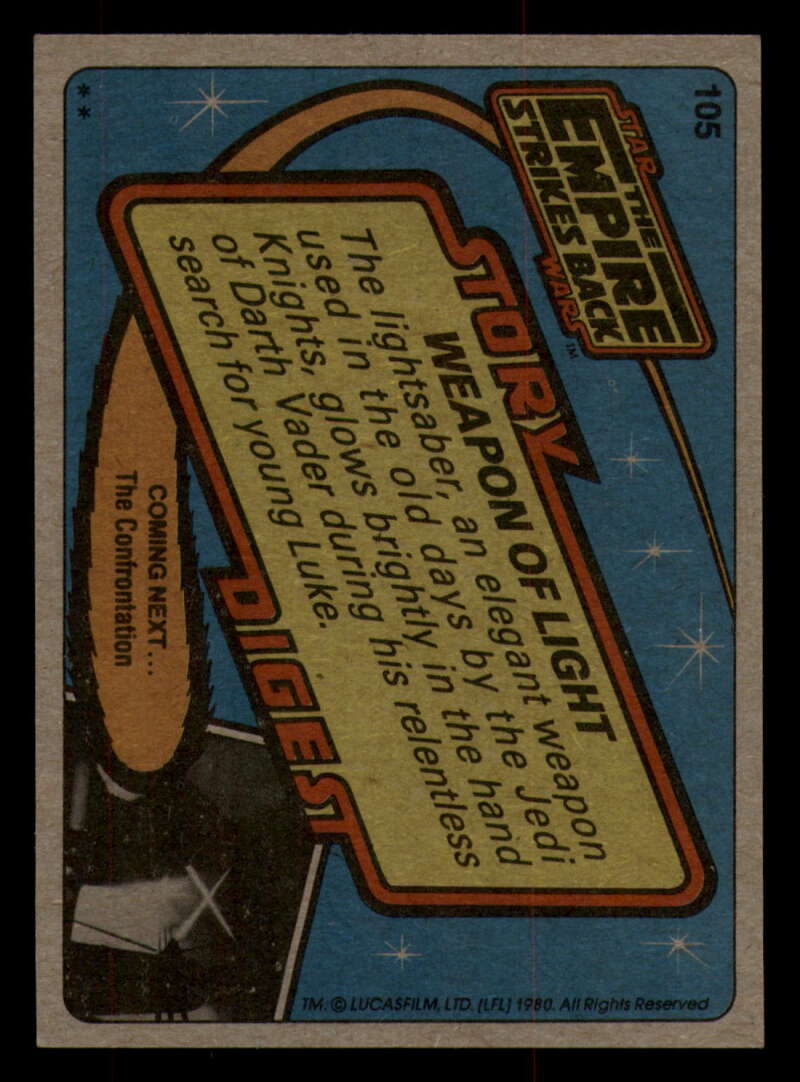 105
STAR
THE
EMPIRE
STRIKES BACK
WARS™
STORY
WEAPON OF LIGHT
The lightsaber, an elegant weapon
used in the old days by the Jedi
Knights, glows brightly in the hand
of Darth Vader during his relentless
search for young Luke.
DIGEST
COMING NEXT...
The Confrontation
**
TM. © LUCASFILM, LTD. (LFL) 1980. All Rights Reserved